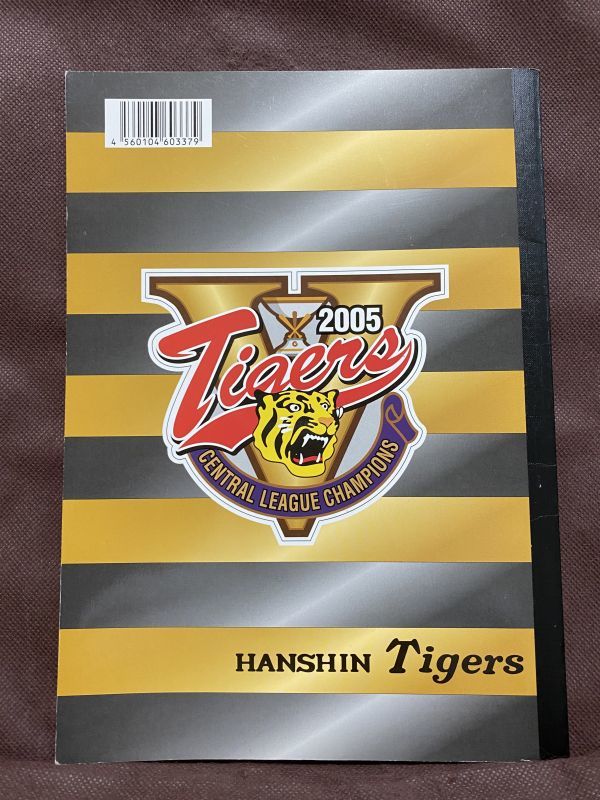 4 560104 603379
2005
Tigers
CENTRAL LEAGUE CHAMPIONS
HANSHIN Tigers